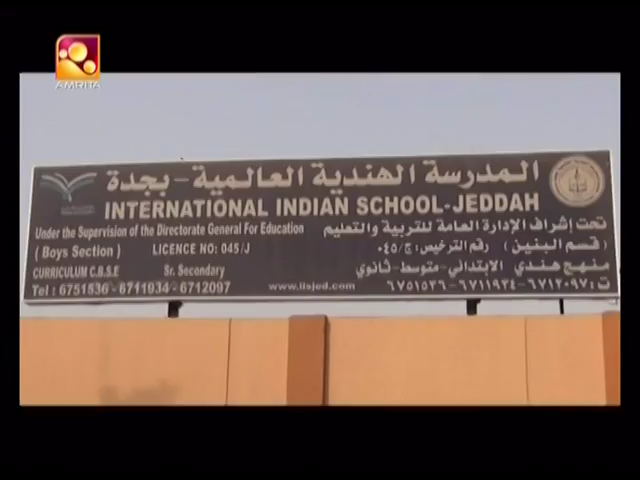 AMRITA
المدرسة الهندية العالمية - بجدة
INTERNATIONAL INDIAN SCHOOL-JEDDAH
Under the Supervision of the Directorate General For Education
تحت إشراف الإدارة العامة للتربية والتعليم
( Boys Section ) LICENCE NO: 045/J
( قسم البنين ) رقم الترخيص: ج/٠٤٥
CURRICULUM C.B.S.E Sr. Secondary
منهج هندي الابتدائي - متوسط - ثانوي
Tel : 6751536 - 6711934 - 6712097
www.iisjed.com
ت: ٦٧١٢٠٩٧ - ٦٧١١٩٣٤ - ٦٧٥١٥٣٦